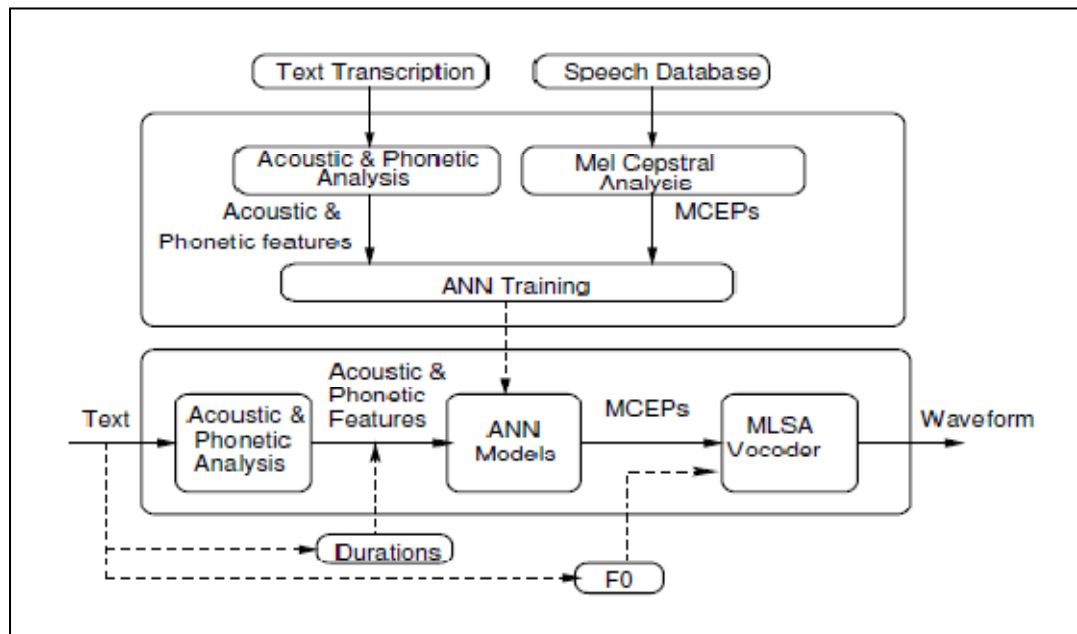 Text Transcription
Speech Database
Acoustic & Phonetic
Analysis
Mel Cepstral
Analysis
Acoustic &
Phonetic features
MCEPs
ANN Training
Text
Acoustic &
Phonetic
Analysis
Acoustic &
Phonetic
Features
ANN
Models
MCEPs
MLSA
Vocoder
Waveform
Durations
F0